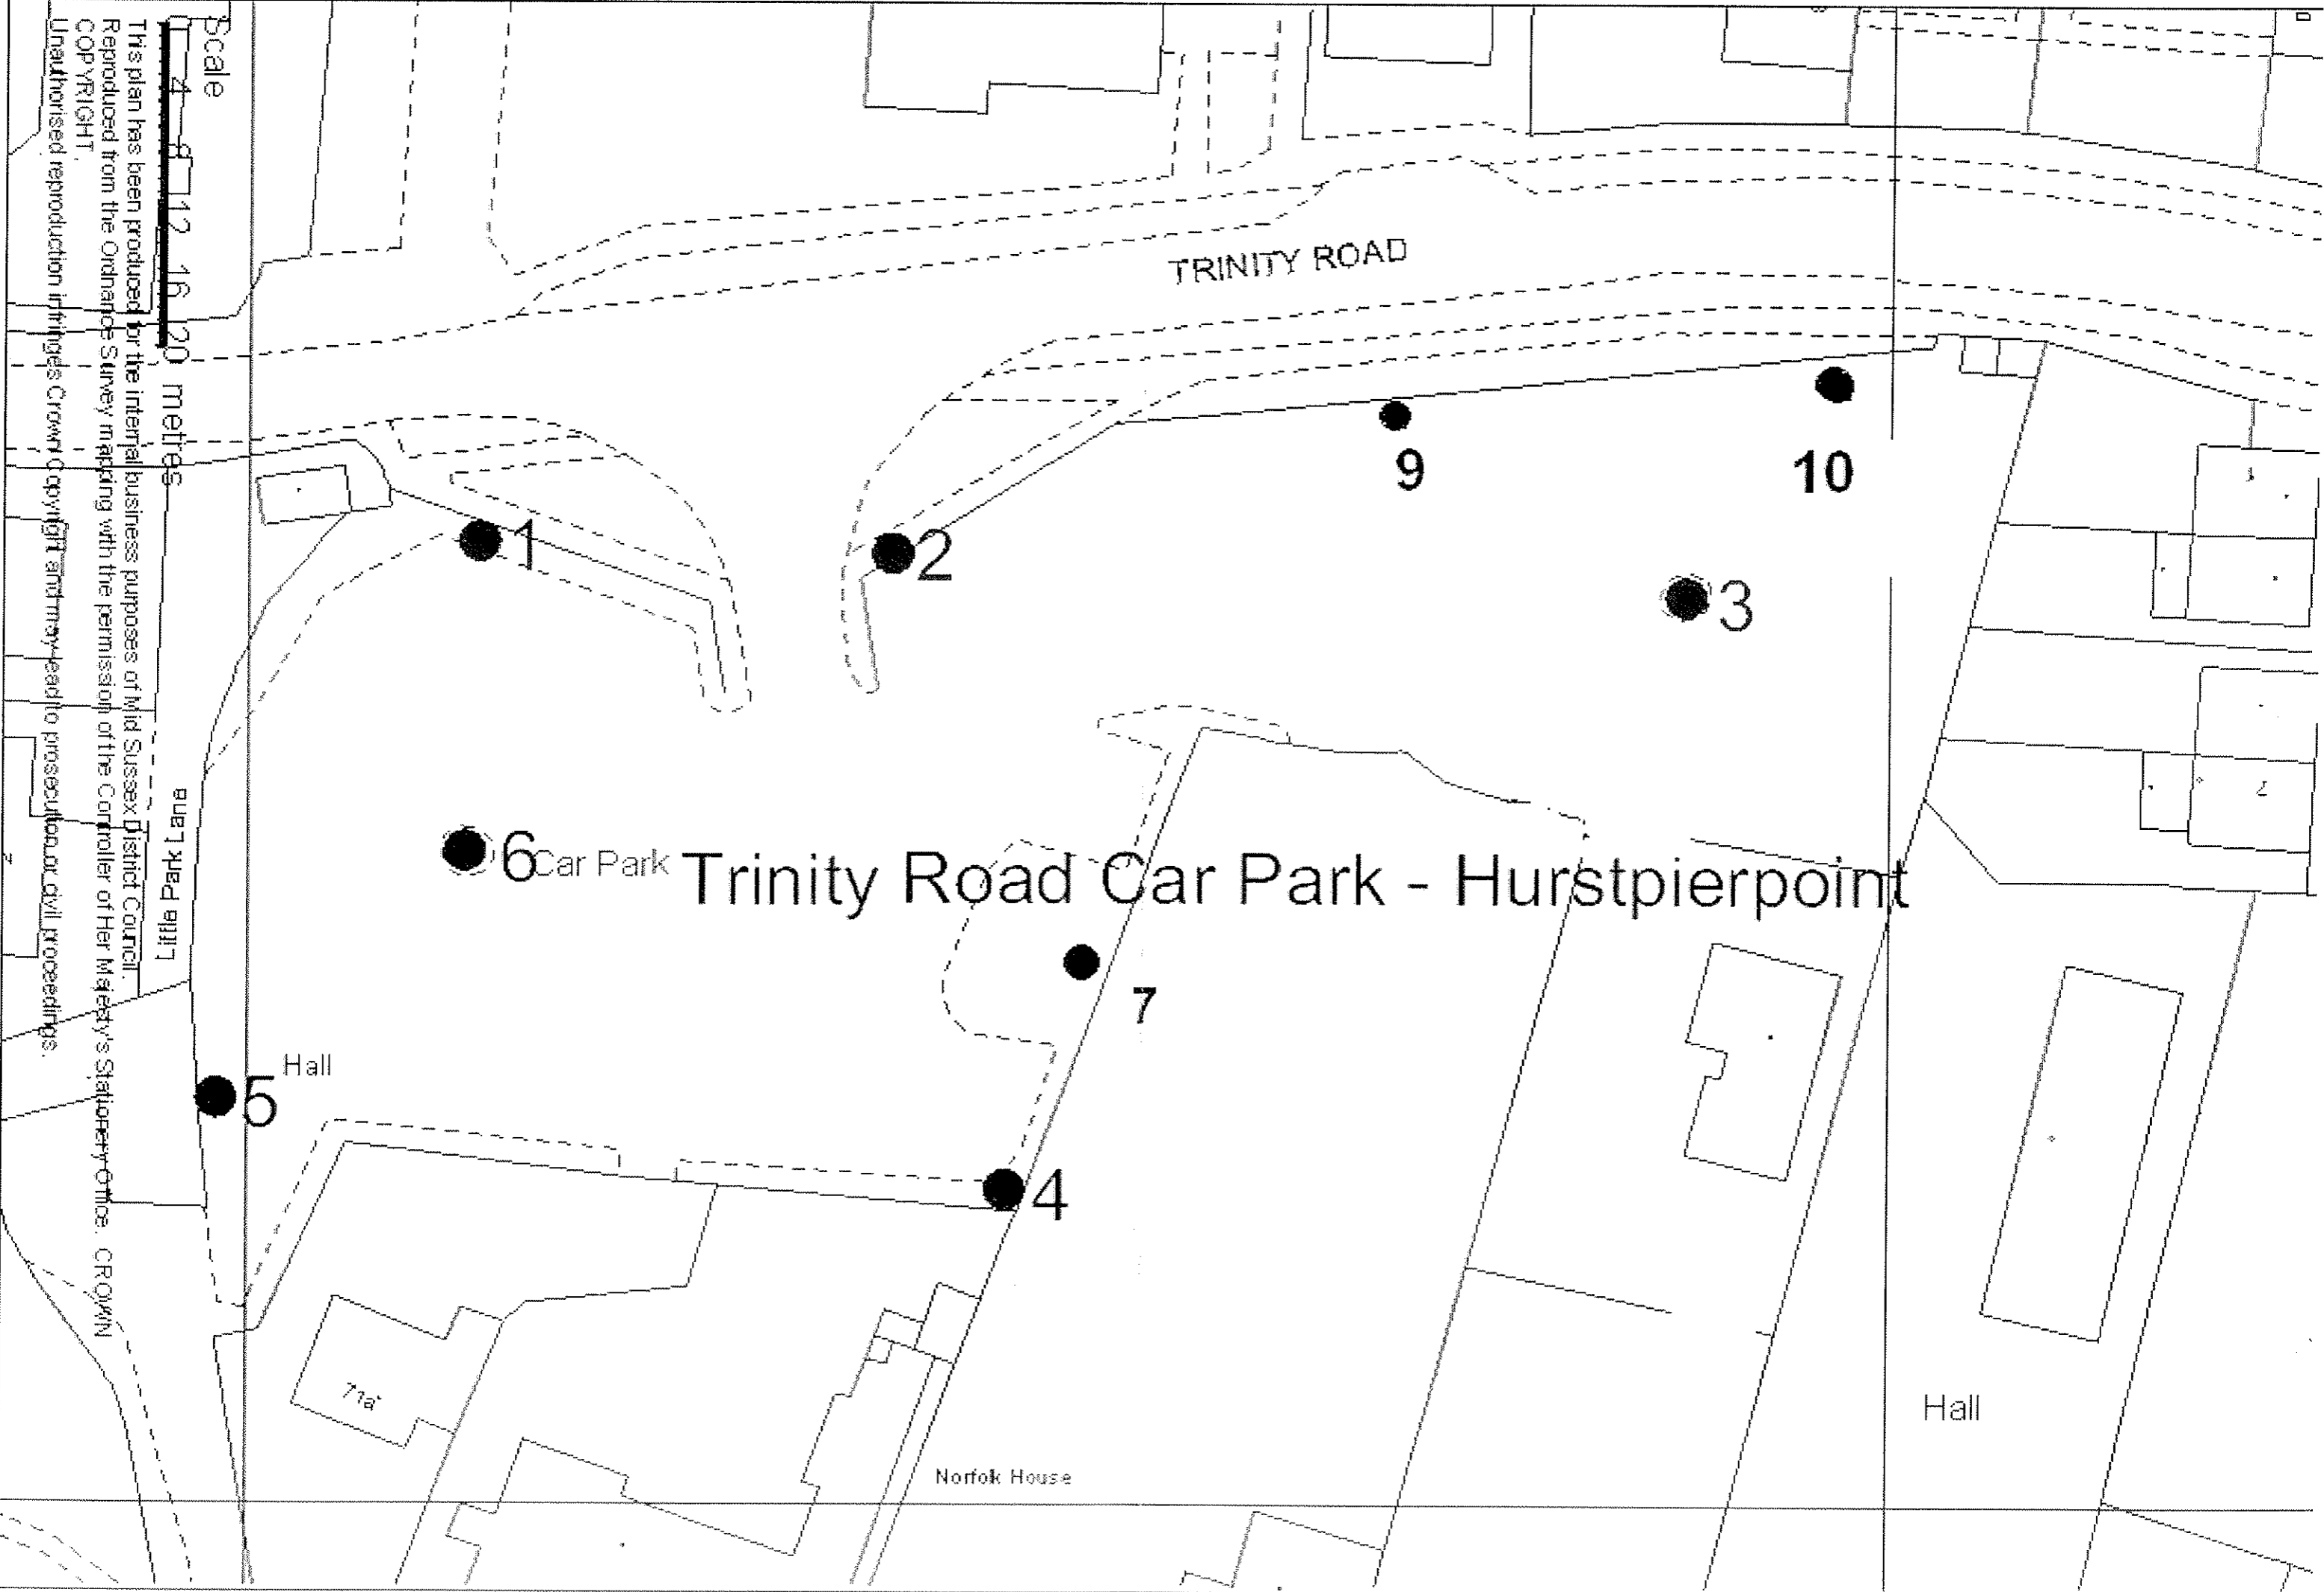 Scale
0 4 8 12 16 20 metres
This plan has been produced for the internal business purposes of Mid Sussex District Council.
Reproduced from the Ordnance Survey mapping with the permission of the Controller of Her Majesty's Stationery Office. CROWN
COPYRIGHT.
Unauthorised reproduction infringes Crown Copyright and may lead to prosecution or civil proceedings.
TRINITY ROAD
9
10
1
2
3
6
Car Park
Trinity Road Car Park - Hurstpierpoint
Little Park Lane
7
Hall
5
4
71a
Hall
Norfolk House